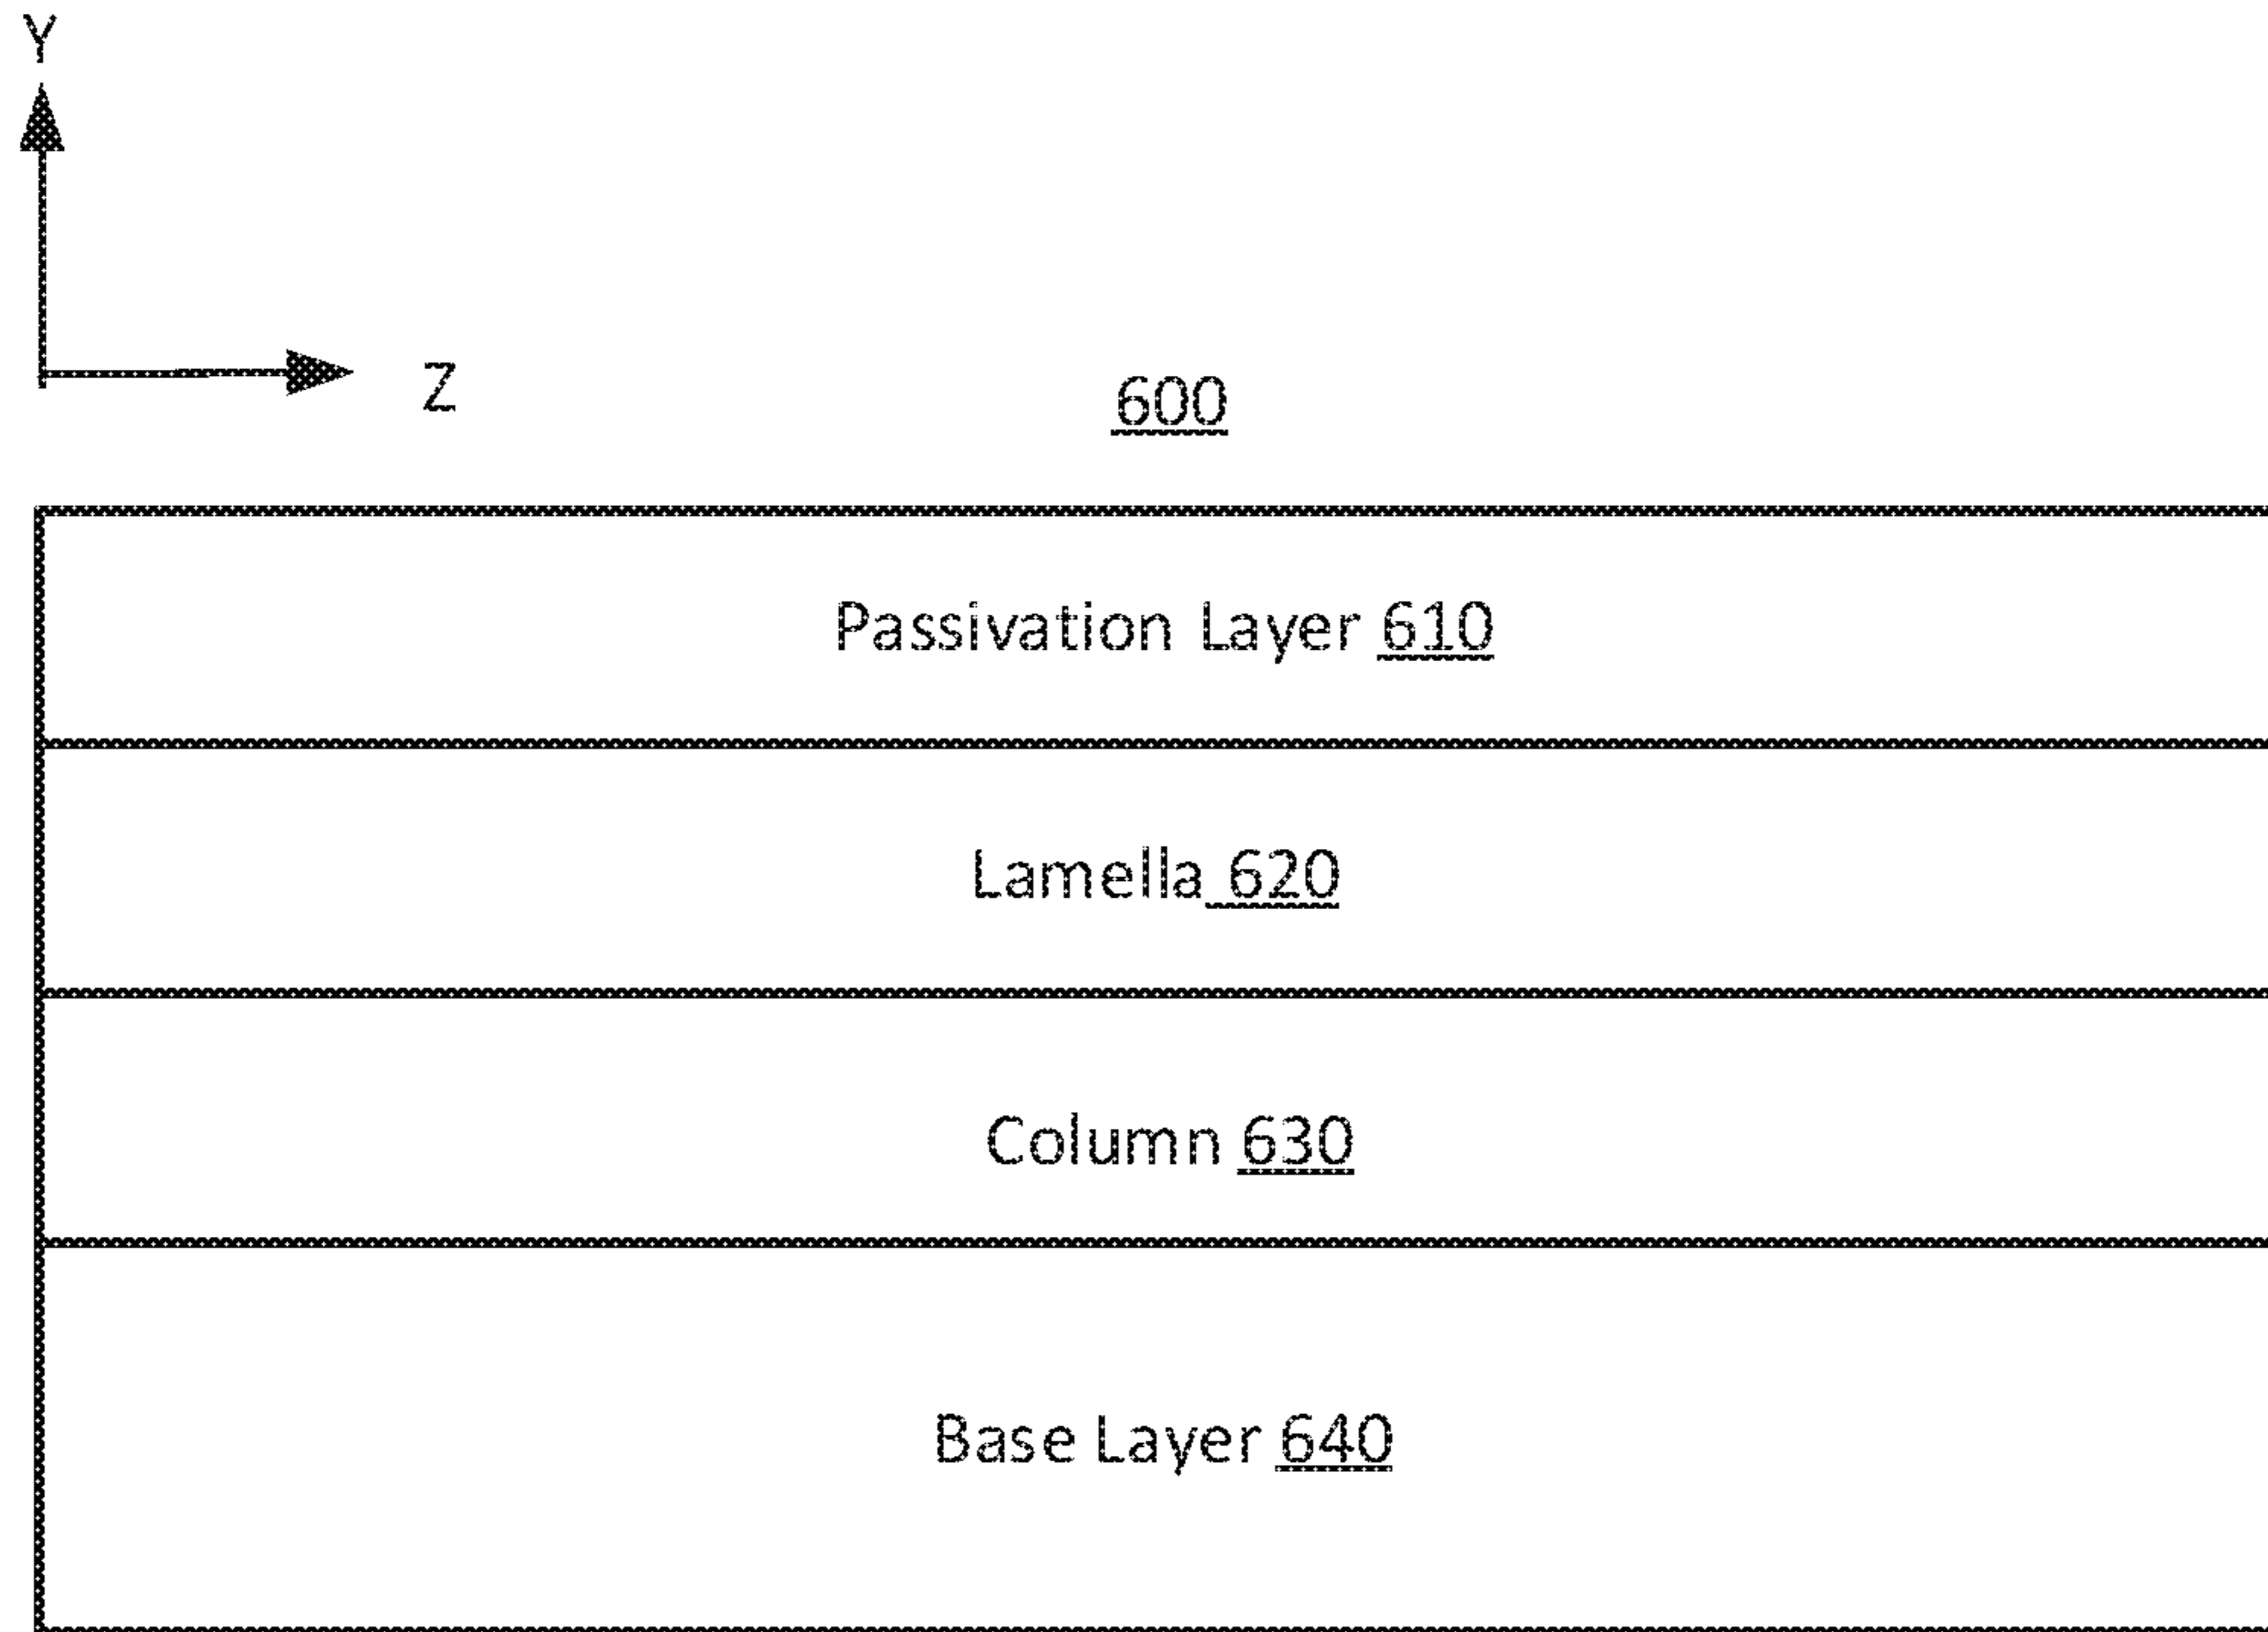 Y
Z
600
Passivation Layer 610
Lamella 620
Column 630
Base Layer 640